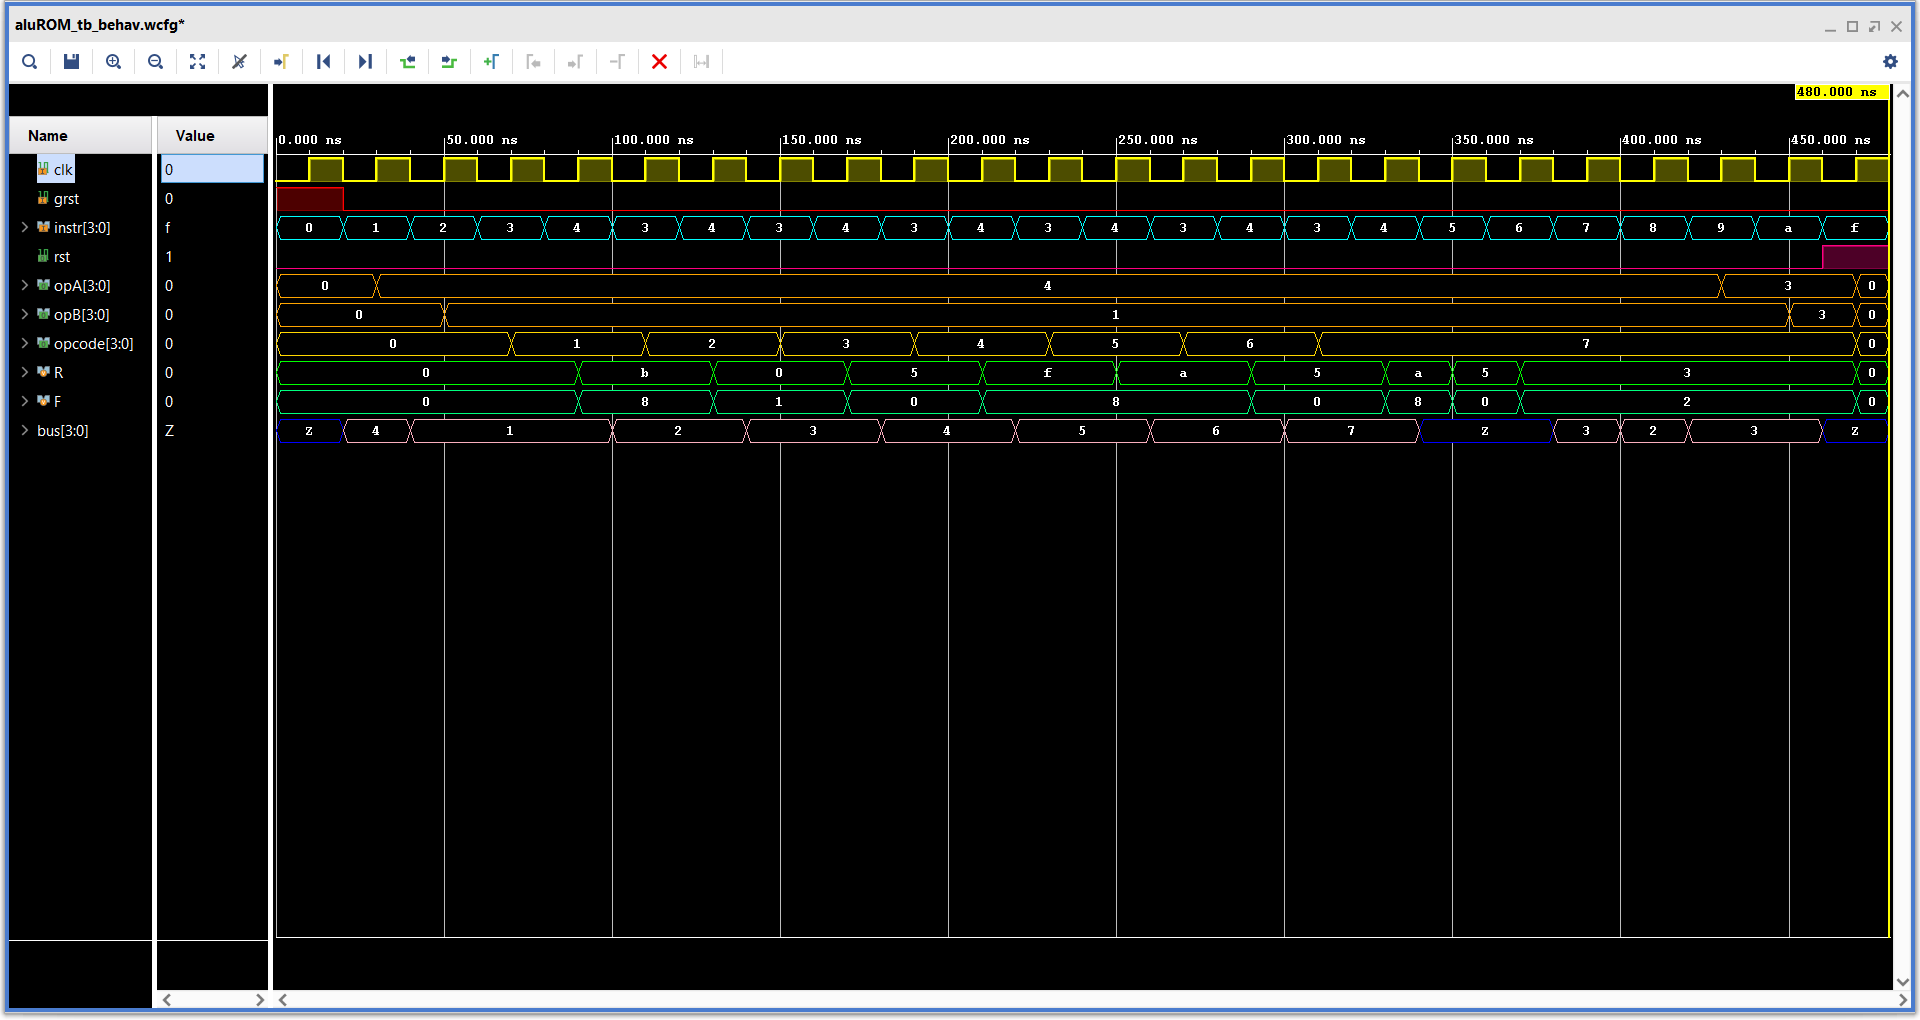 aluROM_tb_behav.wcfg*
480.000 ns
Name Value
0.000 ns 50.000 ns 100.000 ns 150.000 ns 200.000 ns 250.000 ns 300.000 ns 350.000 ns 400.000 ns 450.000 ns
clk 0
grst 0
instr[3:0] f 0 1 2 3 4 3 4 3 4 3 4 3 4 3 4 3 4 5 6 7 8 9 a f
rst 1
opA[3:0] 0 0 4 3 0
opB[3:0] 0 0 1 3 0
opcode[3:0] 0 0 1 2 3 4 5 6 7 0
R 0 0 b 0 5 f a 5 a 5 3 0
F 0 0 8 1 0 8 0 8 0 2 0
bus[3:0] Z Z 4 1 2 3 4 5 6 7 Z 3 2 3 Z